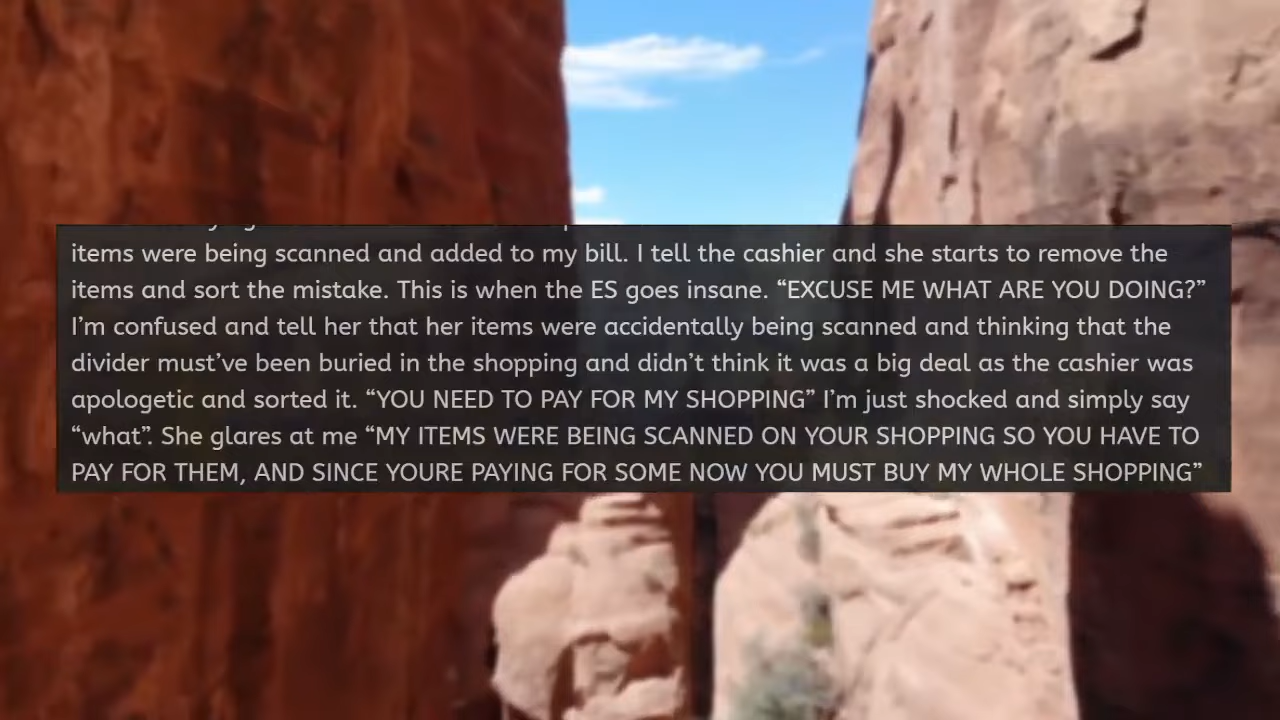 items were being scanned and added to my bill. I tell the cashier and she starts to remove the
items and sort the mistake. This is when the ES goes insane. “EXCUSE ME WHAT ARE YOU DOING?”
I’m confused and tell her that her items were accidentally being scanned and thinking that the
divider must’ve been buried in the shopping and didn’t think it was a big deal as the cashier was
apologetic and sorted it. “YOU NEED TO PAY FOR MY SHOPPING” I’m just shocked and simply say
“what”. She glares at me “MY ITEMS WERE BEING SCANNED ON YOUR SHOPPING SO YOU HAVE TO
PAY FOR THEM, AND SINCE YOURE PAYING FOR SOME NOW YOU MUST BUY MY WHOLE SHOPPING”